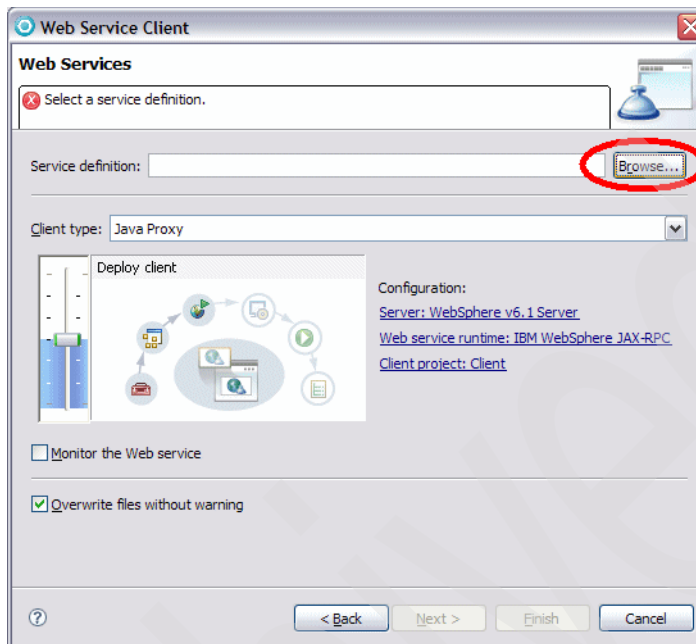 Web Service Client
Web Services
Select a service definition.
Service definition:
Browse...
Client type: Java Proxy
Deploy client
Configuration:
Server: WebSphere v6.1 Server
Web service runtime: IBM WebSphere JAX-RPC
Client project: Client
Monitor the Web service
Overwrite files without warning
< Back
Next >
Finish
Cancel